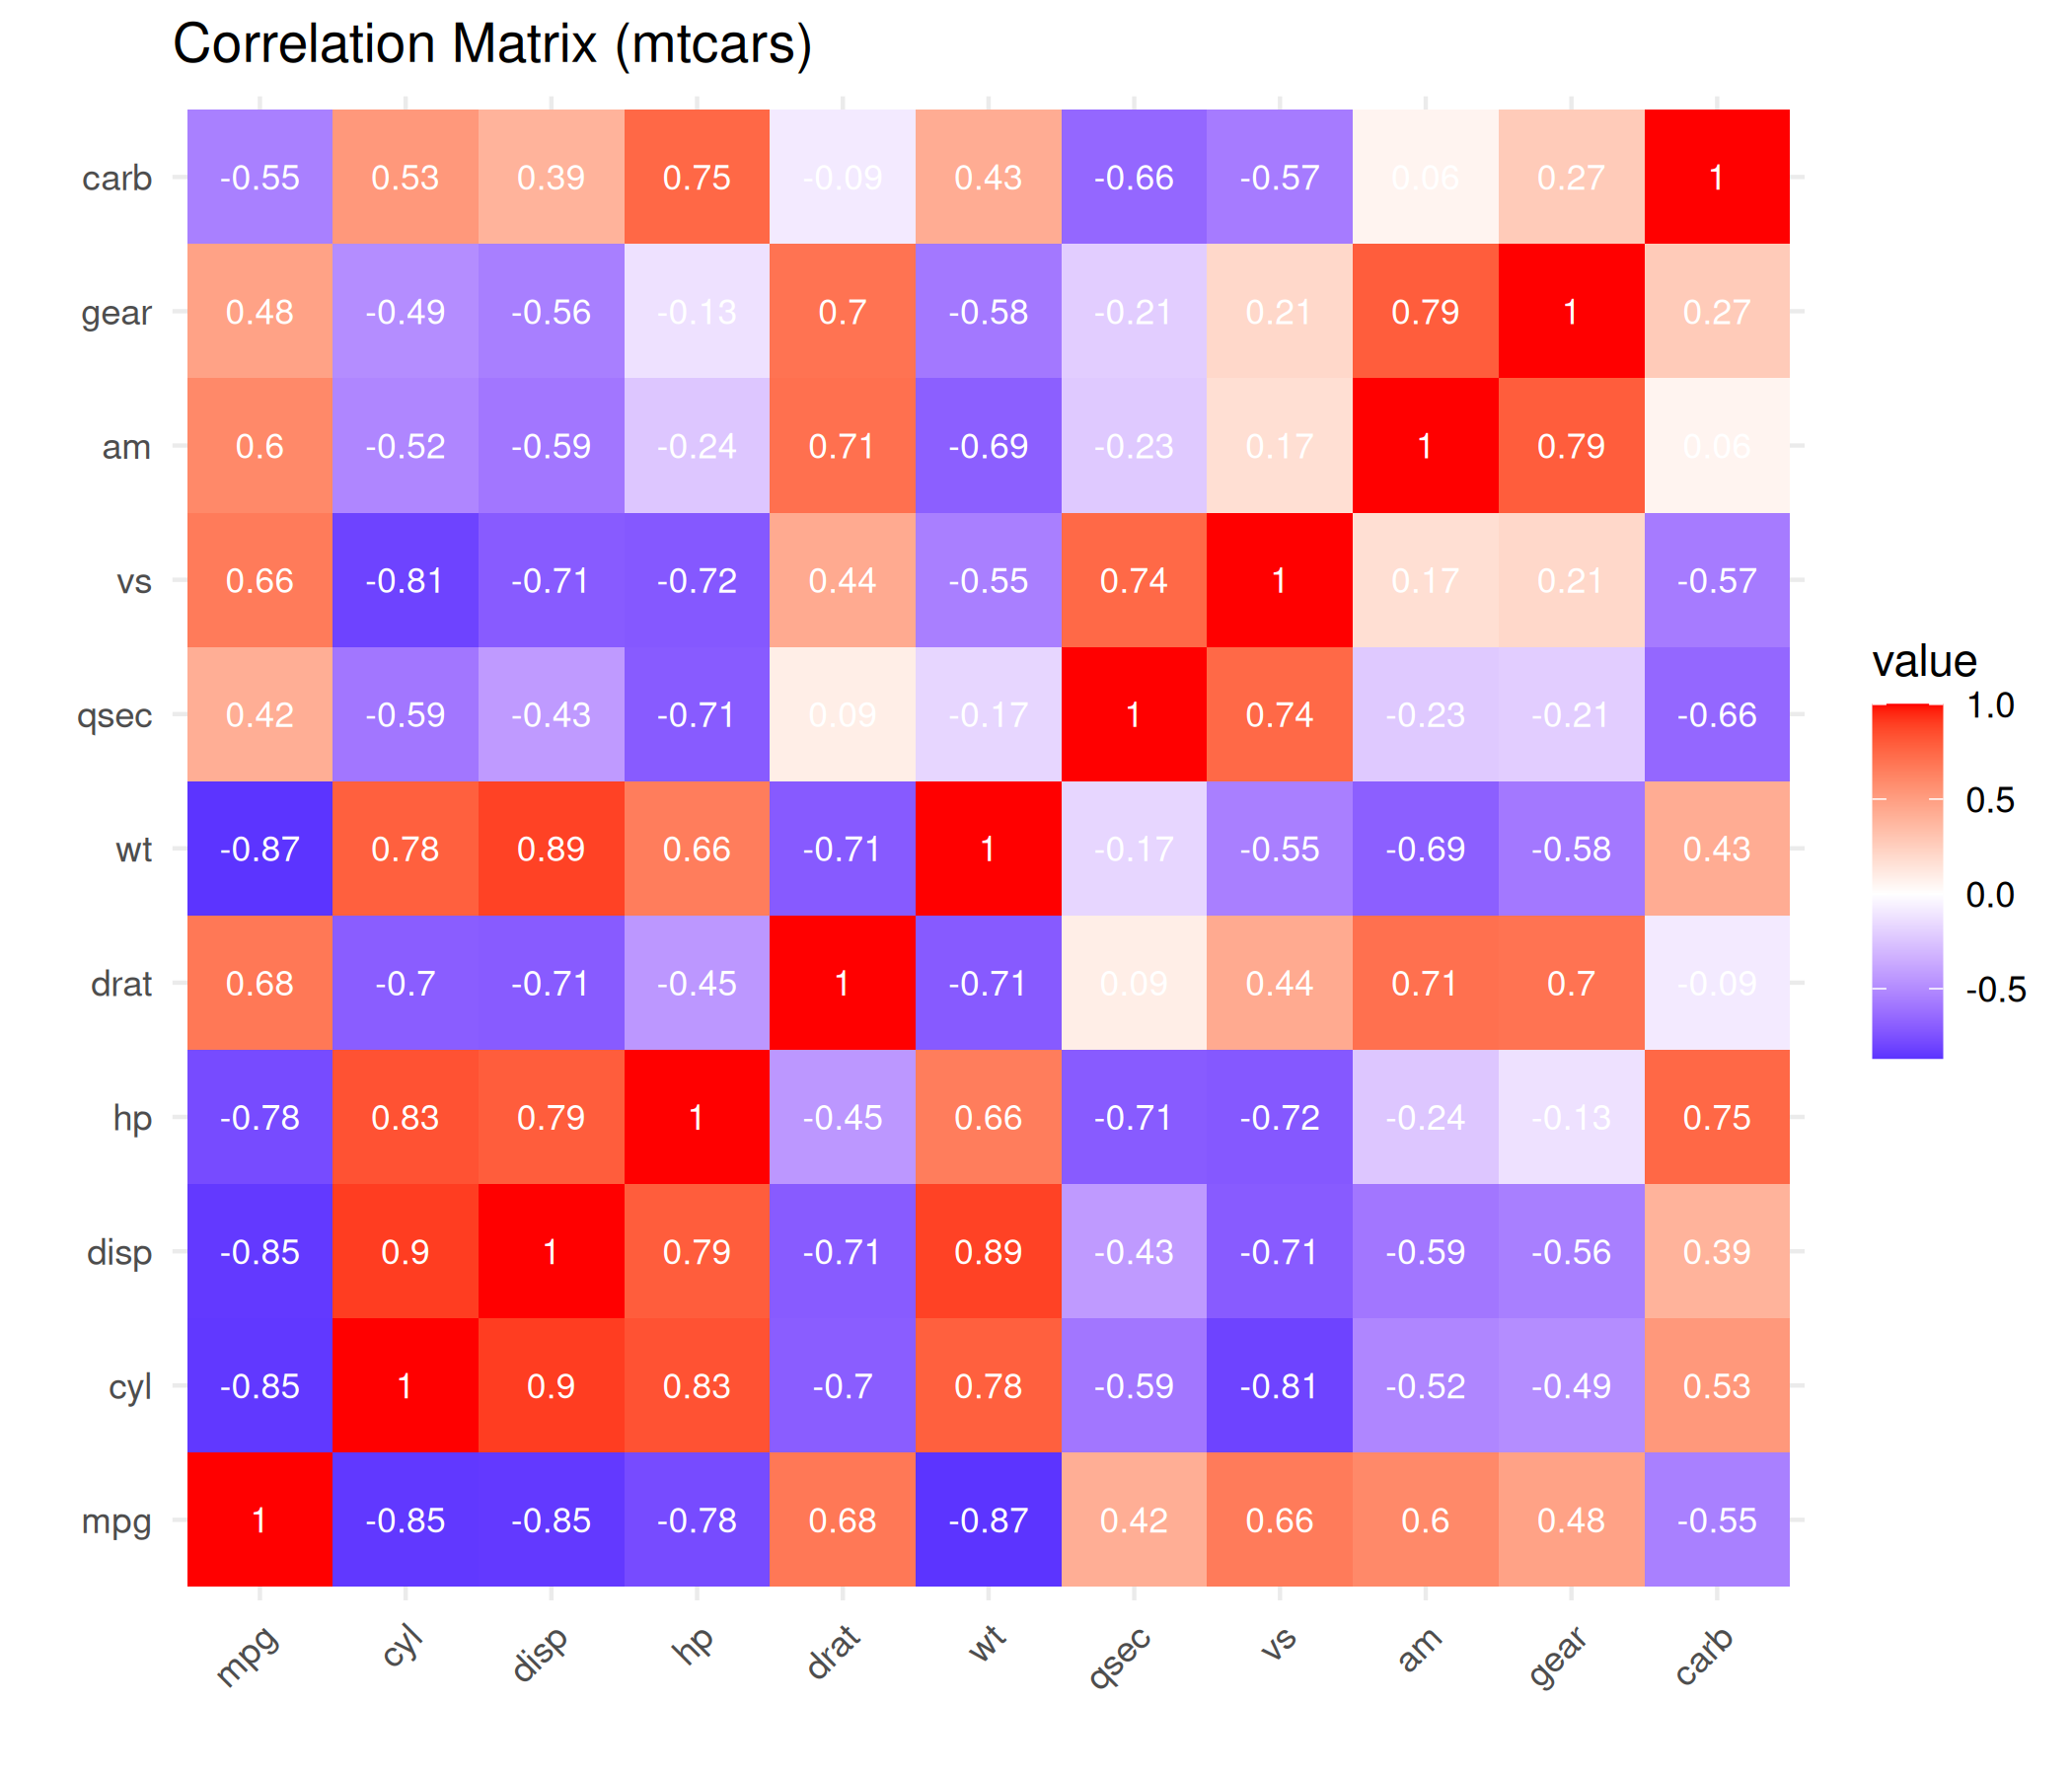 Correlation Matrix (mtcars)
carb -0.55 0.53 0.39 0.75 -0.09 0.43 -0.66 -0.57 0.06 0.27 1
gear 0.48 -0.49 -0.56 -0.13 0.7 -0.58 -0.21 0.21 0.79 1 0.27
am 0.6 -0.52 -0.59 -0.24 0.71 -0.69 -0.23 0.17 1 0.79 0.06
vs 0.66 -0.81 -0.71 -0.72 0.44 -0.55 0.74 1 0.17 0.21 -0.57
qsec 0.42 -0.59 -0.43 -0.71 0.09 -0.17 1 0.74 -0.23 -0.21 -0.66
wt -0.87 0.78 0.89 0.66 -0.71 1 -0.17 -0.55 -0.69 -0.58 0.43
drat 0.68 -0.7 -0.71 -0.45 1 -0.71 0.09 0.44 0.71 0.7 -0.09
hp -0.78 0.83 0.79 1 -0.45 0.66 -0.71 -0.72 -0.24 -0.13 0.75
disp -0.85 0.9 1 0.79 -0.71 0.89 -0.43 -0.71 -0.59 -0.56 0.39
cyl -0.85 1 0.9 0.83 -0.7 0.78 -0.59 -0.81 -0.52 -0.49 0.53
mpg 1 -0.85 -0.85 -0.78 0.68 -0.87 0.42 0.66 0.6 0.48 -0.55
mpg cyl disp hp drat wt qsec vs am gear carb
value
1.0
0.5
0.0
-0.5